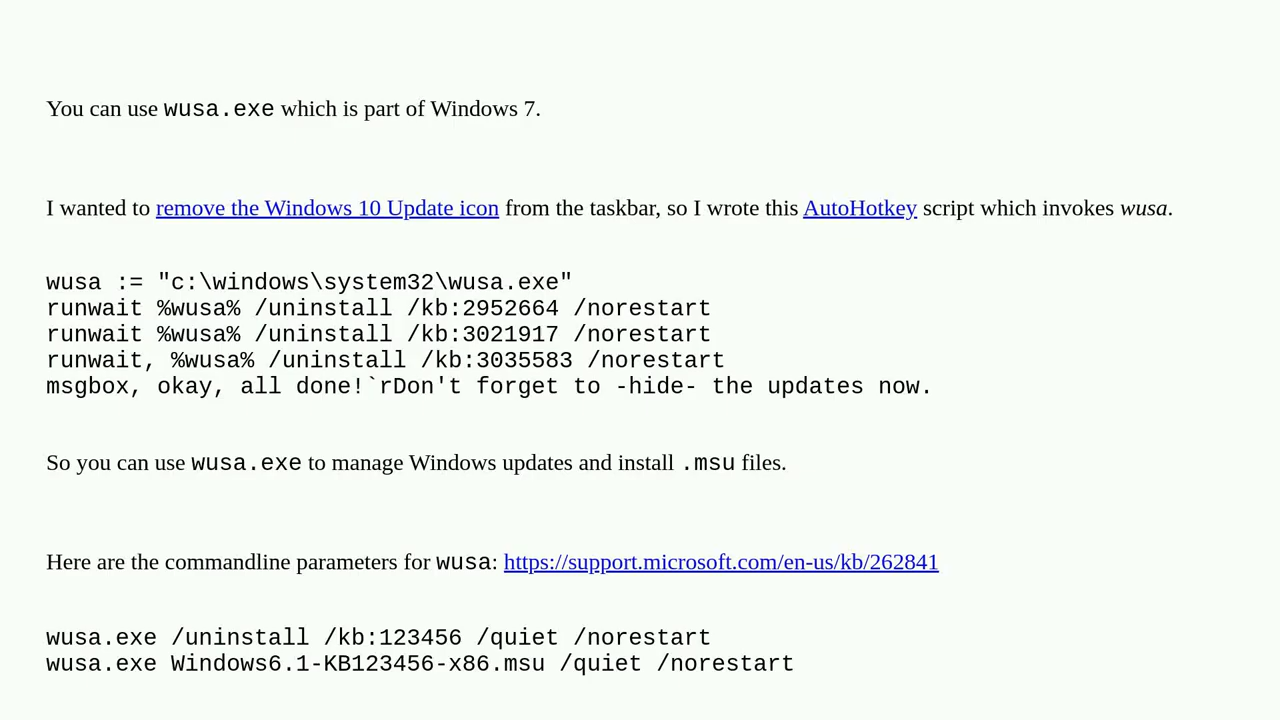 You can use wusa.exe which is part of Windows 7.
I wanted to remove the Windows 10 Update icon from the taskbar, so I wrote this AutoHotkey script which invokes wusa.
wusa := "c:\windows\system32\wusa.exe"
runwait %wusa% /uninstall /kb:2952664 /norestart
runwait %wusa% /uninstall /kb:3021917 /norestart
runwait, %wusa% /uninstall /kb:3035583 /norestart
msgbox, okay, all done!`rDon't forget to -hide- the updates now.
So you can use wusa.exe to manage Windows updates and install .msu files.
Here are the commandline parameters for wusa: https://support.microsoft.com/en-us/kb/262841
wusa.exe /uninstall /kb:123456 /quiet /norestart
wusa.exe Windows6.1-KB123456-x86.msu /quiet /norestart